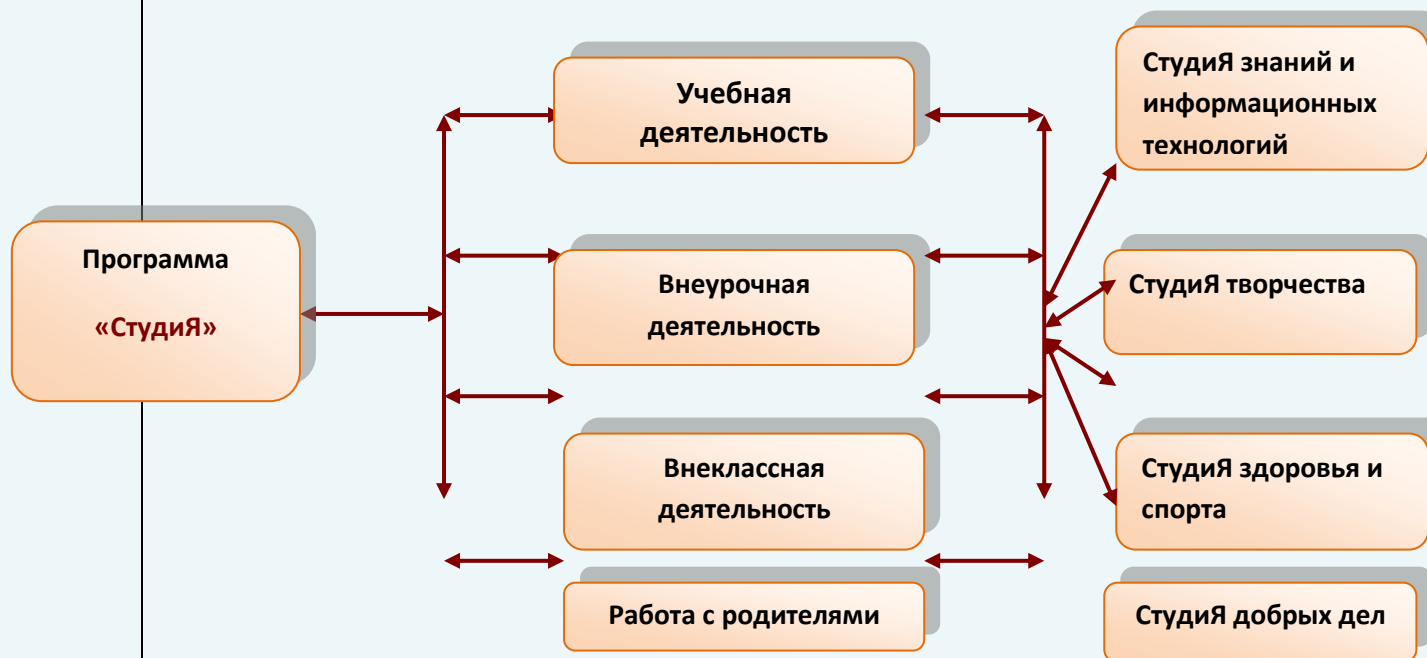 Программа
«СтудиЯ»
Учебная
деятельность
Внеурочная
деятельность
Внеклассная
деятельность
Работа с родителями
СтудиЯ знаний и
информационных
технологий
СтудиЯ творчества
СтудиЯ здоровья и
спорта
СтудиЯ добрых дел